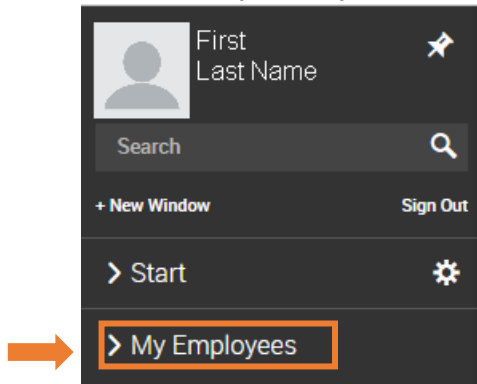 First
Last Name
Search
+ New Window Sign Out
Start
My Employees